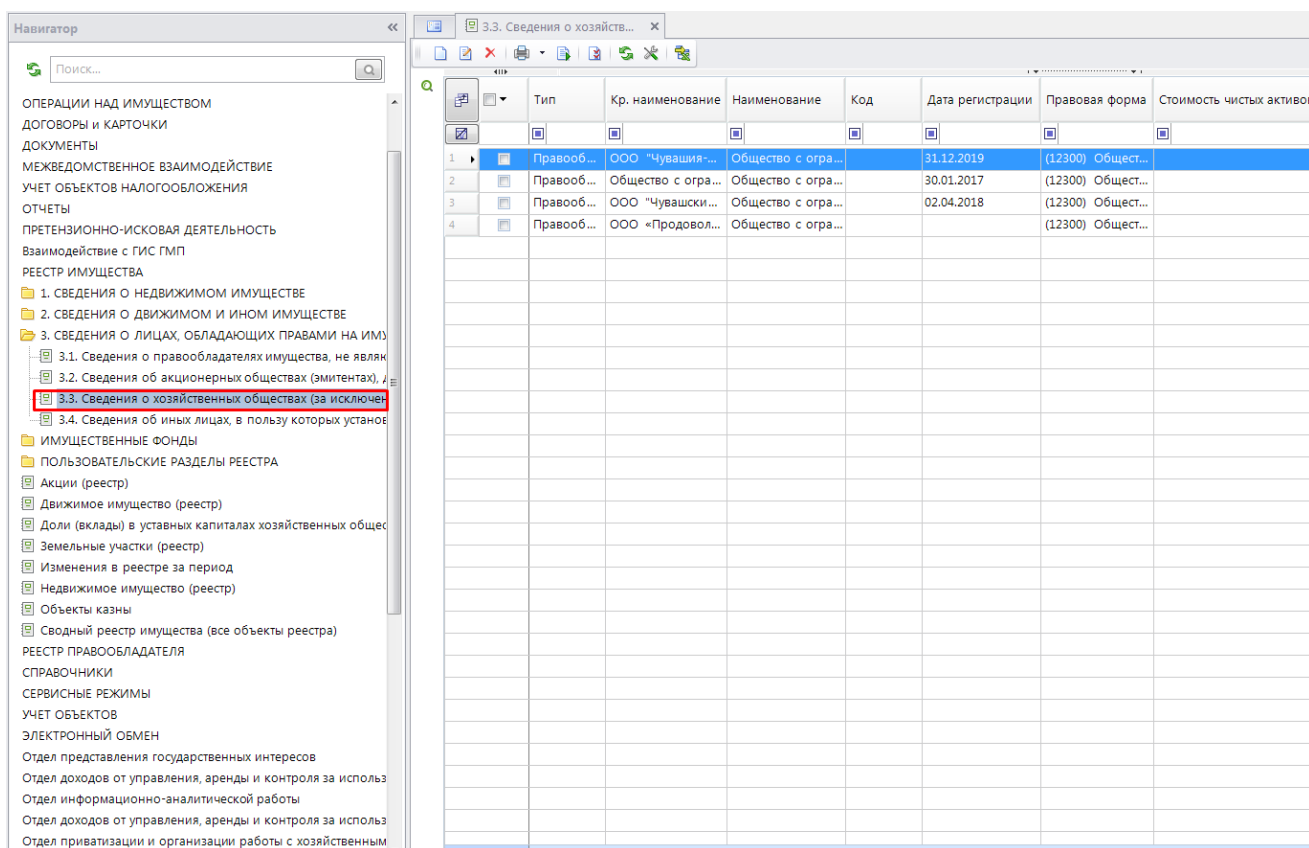 Навигатор
Поиск...
ОПЕРАЦИИ НАД ИМУЩЕСТВОМ
ДОГОВОРЫ и КАРТОЧКИ
ДОКУМЕНТЫ
МЕЖВЕДОМСТВЕННОЕ ВЗАИМОДЕЙСТВИЕ
УЧЕТ ОБЪЕКТОВ НАЛОГООБЛОЖЕНИЯ
ОТЧЕТЫ
ПРЕТЕНЗИОННО-ИСКОВАЯ ДЕЯТЕЛЬНОСТЬ
Взаимодействие с ГИС ГМП
РЕЕСТР ИМУЩЕСТВА
1. СВЕДЕНИЯ О НЕДВИЖИМОМ ИМУЩЕСТВЕ
2. СВЕДЕНИЯ О ДВИЖИМОМ И ИНОМ ИМУЩЕСТВЕ
3. СВЕДЕНИЯ О ЛИЦАХ, ОБЛАДАЮЩИХ ПРАВАМИ НА ИМУ
3.1. Сведения о правообладателях имущества, не являю
3.2. Сведения об акционерных обществах (эмитентах), д
3.3. Сведения о хозяйственных обществах (за исключен
3.4. Сведения об иных лицах, в пользу которых установ
ИМУЩЕСТВЕННЫЕ ФОНДЫ
ПОЛЬЗОВАТЕЛЬСКИЕ РАЗДЕЛЫ РЕЕСТРА
Акции (реестр)
Движимое имущество (реестр)
Доли (вклады) в уставных капиталах хозяйственных общес
Земельные участки (реестр)
Изменения в реестре за период
Недвижимое имущество (реестр)
Объекты казны
Сводный реестр имущества (все объекты реестра)
РЕЕСТР ПРАВООБЛАДАТЕЛЯ
СПРАВОЧНИКИ
СЕРВИСНЫЕ РЕЖИМЫ
УЧЕТ ОБЪЕКТОВ
ЭЛЕКТРОННЫЙ ОБМЕН
Отдел представления государственных интересов
Отдел доходов от управления, аренды и контроля за использ
Отдел информационно-аналитической работы
Отдел доходов от управления, аренды и контроля за использ
Отдел приватизации и организации работы с хозяйственным
3.3. Сведения о хозяйств...
Тип Кр. наименование Наименование Код Дата регистрации Правовая форма Стоимость чистых активов
1 Правооб... ООО "Чувашия-... Общество с огра... 31.12.2019 (12300) Общест...
2 Правооб... Общество с огра... Общество с огра... 30.01.2017 (12300) Общест...
3 Правооб... ООО "Чувашски... Общество с огра... 02.04.2018 (12300) Общест...
4 Правооб... ООО «Продовол... Общество с огра... (12300) Общест...